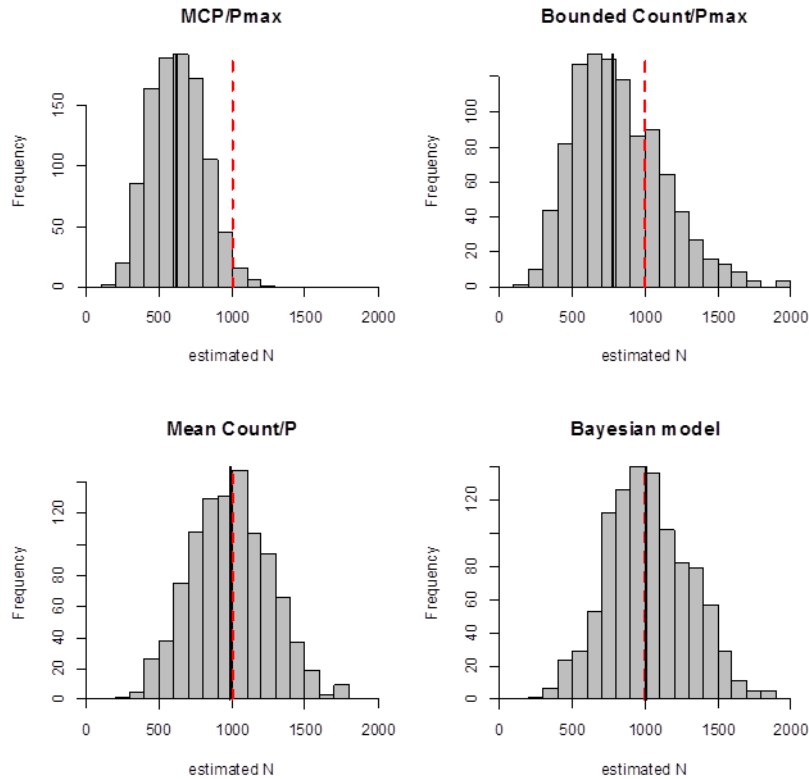 MCP/Pmax
Frequency
150
100
50
0
0 500 1000 1500 2000
estimated N
Bounded Count/Pmax
Frequency
100
80
60
40
20
0
0 500 1000 1500 2000
estimated N
Mean Count/P
Frequency
120
80
60
40
20
0
0 500 1000 1500 2000
estimated N
Bayesian model
Frequency
120
80
60
40
20
0
0 500 1000 1500 2000
estimated N